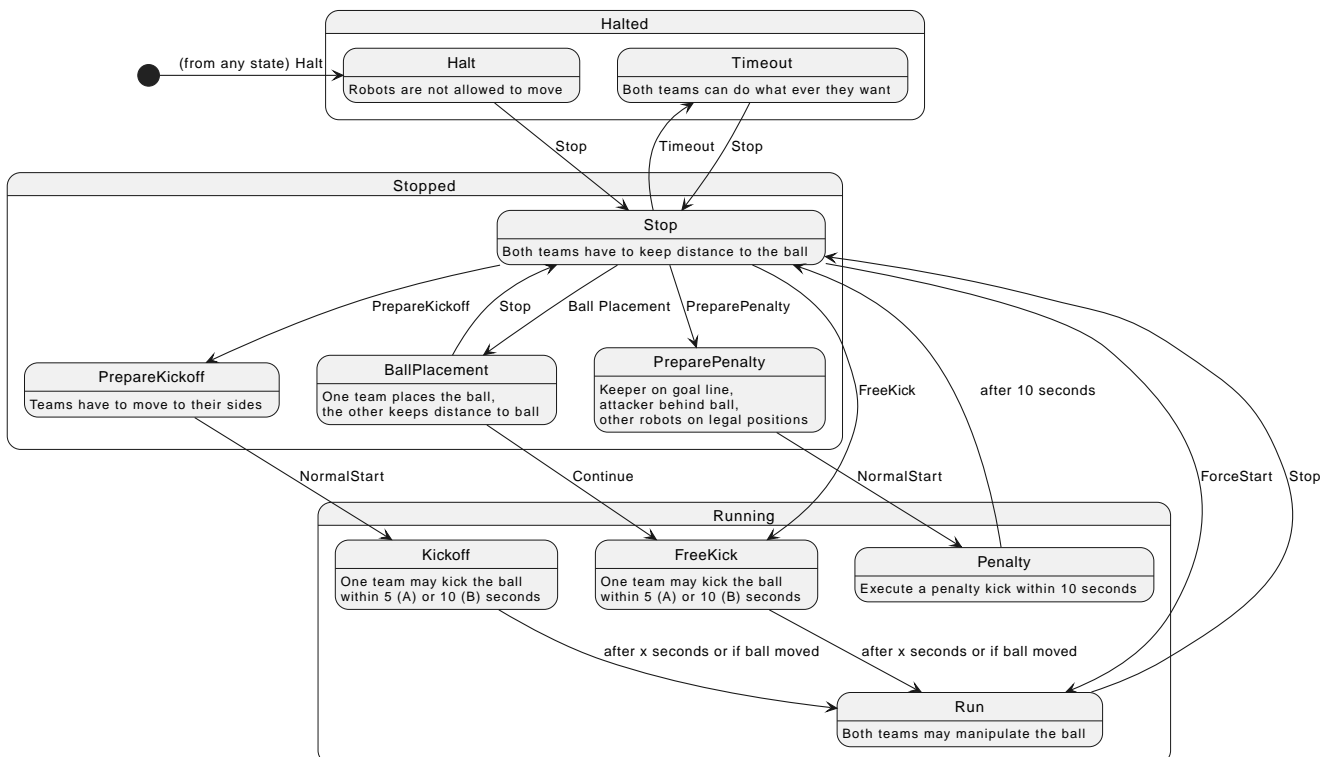 Halted
(from any state) Halt
Halt
Robots are not allowed to move
Timeout
Both teams can do what ever they want
Stop
Timeout
Stop
Stopped
Stop
Both teams have to keep distance to the ball
PrepareKickoff
Stop
Ball Placement
PreparePenalty
PrepareKickoff
Teams have to move to their sides
BallPlacement
One team places the ball,
the other keeps distance to ball
PreparePenalty
Keeper on goal line,
attacker behind ball,
other robots on legal positions
FreeKick
after 10 seconds
NormalStart
Continue
NormalStart
ForceStart
Stop
Running
Kickoff
One team may kick the ball
within 5 (A) or 10 (B) seconds
FreeKick
One team may kick the ball
within 5 (A) or 10 (B) seconds
Penalty
Execute a penalty kick within 10 seconds
after x seconds or if ball moved
after x seconds or if ball moved
Run
Both teams may manipulate the ball